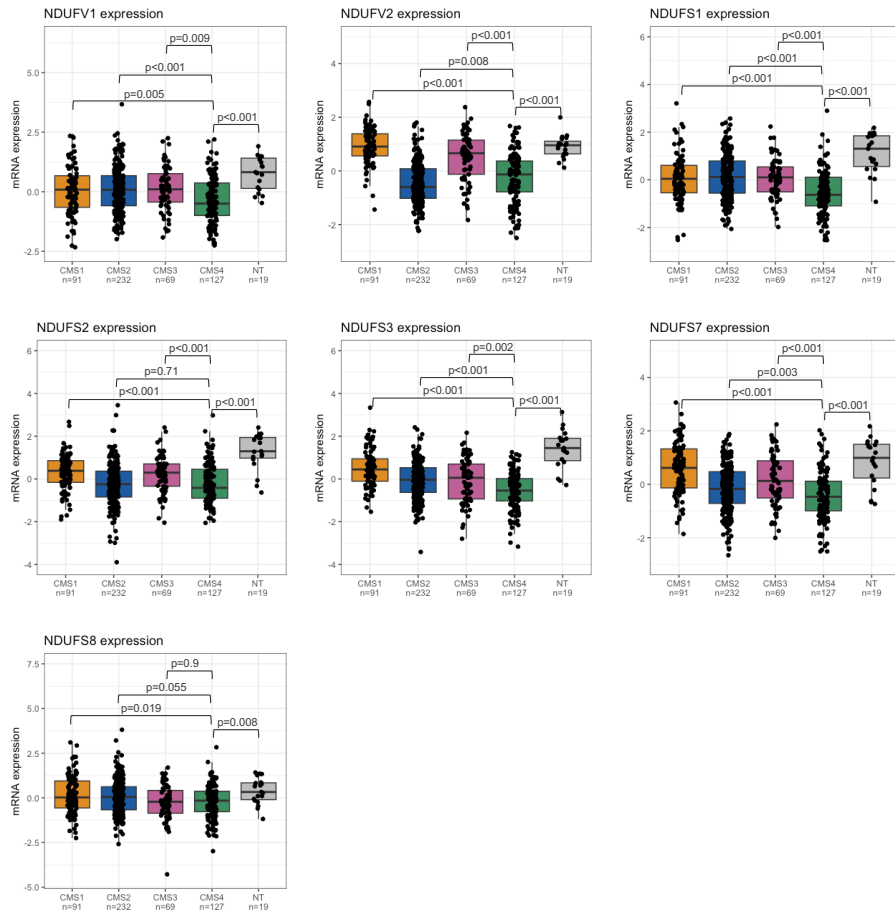 NDUFV1 expression
p=0.009
p<0.001
p=0.005
p<0.001
mRNA expression
5.0
2.5
0.0
-2.5
CMS1 CMS2 CMS3 CMS4 NT
n=91 n=232 n=69 n=127 n=19
NDUFV2 expression
p<0.001
p=0.008
p<0.001
p<0.001
mRNA expression
4
2
0
-2
CMS1 CMS2 CMS3 CMS4 NT
n=91 n=232 n=69 n=127 n=19
NDUFS1 expression
p<0.001
p<0.001
p<0.001
p<0.001
mRNA expression
6
4
2
0
-2
CMS1 CMS2 CMS3 CMS4 NT
n=91 n=232 n=69 n=127 n=19
NDUFS2 expression
p<0.001
p=0.71
p<0.001
p<0.001
mRNA expression
6
4
2
0
-2
-4
CMS1 CMS2 CMS3 CMS4 NT
n=91 n=232 n=69 n=127 n=19
NDUFS3 expression
p=0.002
p<0.001
p<0.001
p<0.001
mRNA expression
6
4
2
0
-2
-4
CMS1 CMS2 CMS3 CMS4 NT
n=91 n=232 n=69 n=127 n=19
NDUFS7 expression
p<0.001
p=0.003
p<0.001
p<0.001
mRNA expression
4
2
0
-2
CMS1 CMS2 CMS3 CMS4 NT
n=91 n=232 n=69 n=127 n=19
NDUFS8 expression
p=0.9
p=0.055
p=0.019
p=0.008
mRNA expression
7.5
5.0
2.5
0.0
-2.5
-5.0
CMS1 CMS2 CMS3 CMS4 NT
n=91 n=232 n=69 n=127 n=19